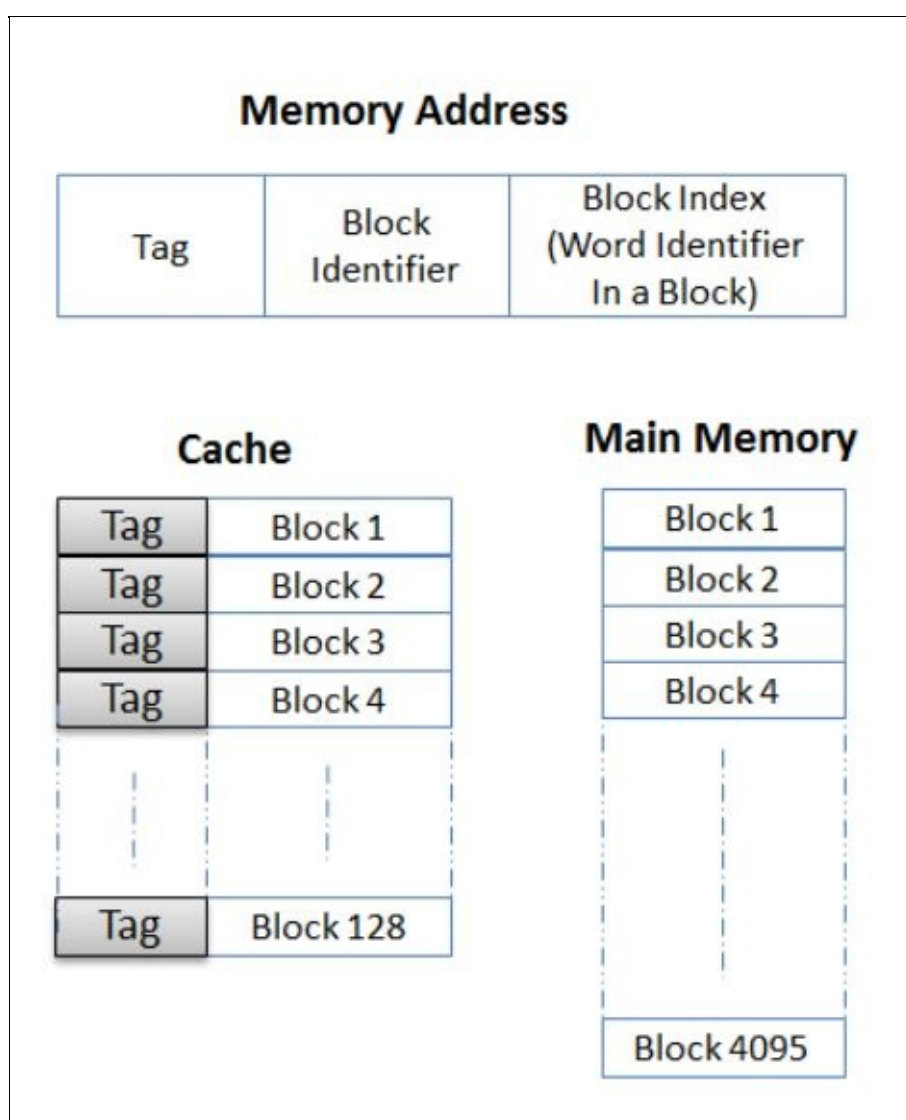 Memory Address
Tag
Block
Identifier
Block Index
(Word Identifier
In a Block)
Cache
Tag Block 1
Tag Block 2
Tag Block 3
Tag Block 4
Tag Block 128
Main Memory
Block 1
Block 2
Block 3
Block 4
Block 4095